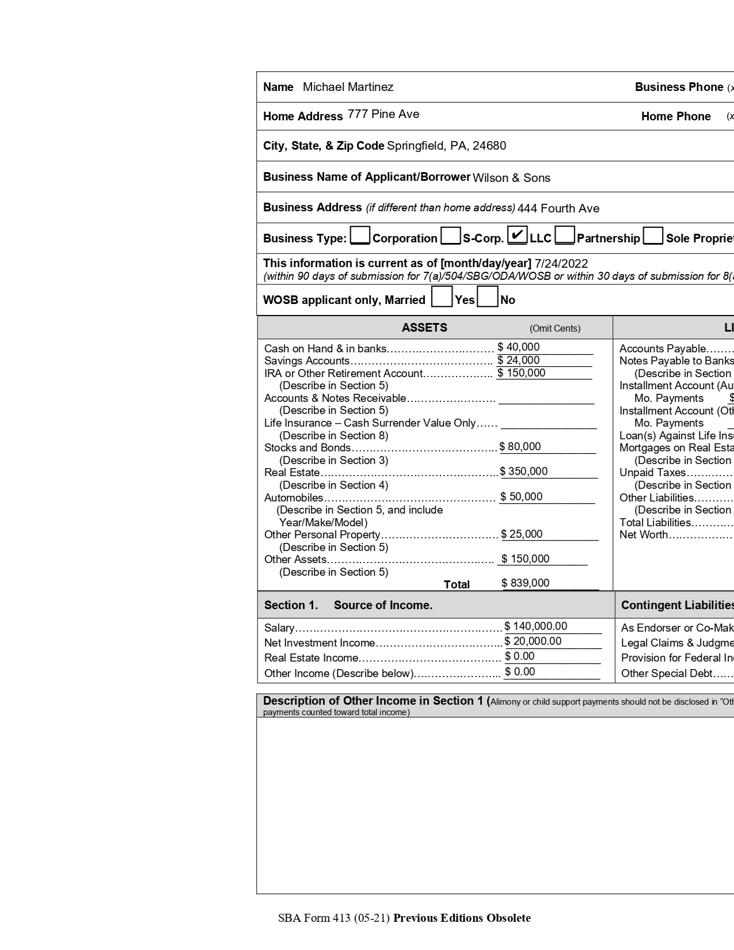 Name Michael Martinez Business Phone
Home Address 777 Pine Ave Home Phone
City, State, & Zip Code Springfield, PA, 24680
Business Name of Applicant/Borrower Wilson & Sons
Business Address (if different than home address) 444 Fourth Ave
Business Type: Corporation S-Corp. ✔ LLC Partnership Sole Proprie
This information is current as of [month/day/year] 7/24/2022
(within 90 days of submission for 7(a)/504/SBG/ODA/WOSB or within 30 days of submission for 8(
WOSB applicant only, Married Yes No
ASSETS (Omit Cents) LI
Cash on Hand & in banks………………………… $ 40,000 Accounts Payable……
Savings Accounts………………………………… $ 24,000 Notes Payable to Banks
IRA or Other Retirement Account……………… $ 150,000 (Describe in Section
(Describe in Section 5) Installment Account (Au
Accounts & Notes Receivable…………………… Mo. Payments $
(Describe in Section 5) Installment Account (Oth
Life Insurance – Cash Surrender Value Only…… Mo. Payments
(Describe in Section 8) Loan(s) Against Life Ins
Stocks and Bonds………………………………… $ 80,000 Mortgages on Real Esta
(Describe in Section 3) (Describe in Section
Real Estate………………………………………… $ 350,000 Unpaid Taxes…………
(Describe in Section 4) (Describe in Section
Automobiles………………………………………… $ 50,000 Other Liabilities………
(Describe in Section 5, and include (Describe in Section
Year/Make/Model) Total Liabilities…………
Other Personal Property………………………… $ 25,000 Net Worth………………
(Describe in Section 5)
Other Assets……………………………………… $ 150,000
(Describe in Section 5)
Total $ 839,000
Section 1. Source of Income. Contingent Liabilities
Salary……………………………………………… $ 140,000.00 As Endorser or Co-Mak
Net Investment Income…………………………… $ 20,000.00 Legal Claims & Judgme
Real Estate Income……………………………… $ 0.00 Provision for Federal In
Other Income (Describe below)………………… $ 0.00 Other Special Debt……
Description of Other Income in Section 1 (Alimony or child support payments should not be disclosed in "Oth
payments counted toward total income)
SBA Form 413 (05-21) Previous Editions Obsolete